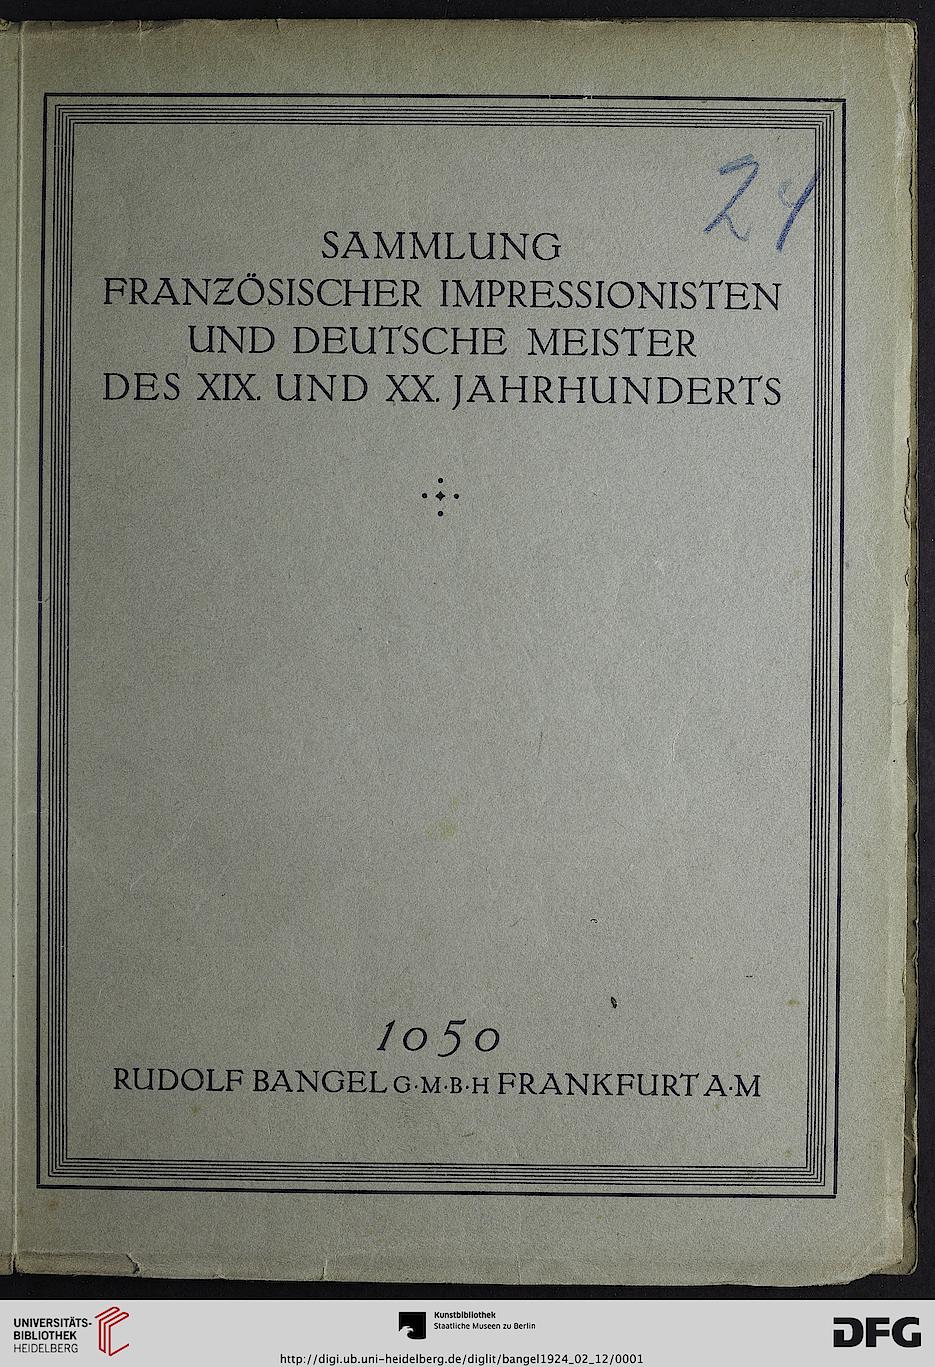 24
SAMMLUNG
FRANZÖSISCHER IMPRESSIONISTEN
UND DEUTSCHE MEISTER
DES XIX. UND XX. JAHRHUNDERTS
1050
RUDOLF BANGEL G·M·B·H FRANKFURT A·M
UNIVERSITÄTS-
BIBLIOTHEK
HEIDELBERG
Kunstbibliothek
Staatliche Museen zu Berlin
DFG
http://digi.ub.uni-heidelberg.de/diglit/bangel1924_02_12/0001